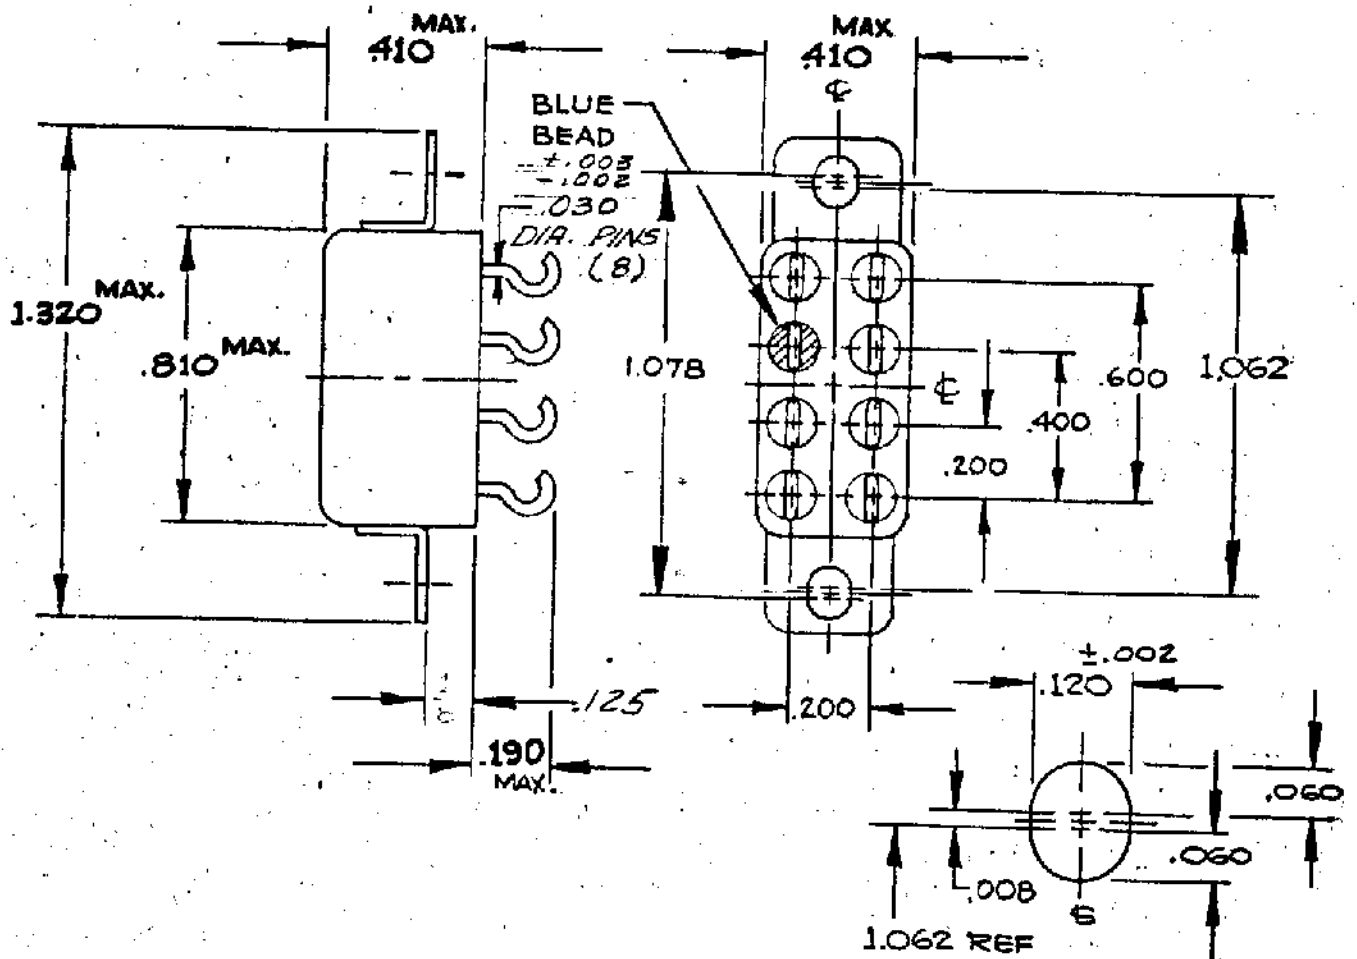 MAX.
.410
MAX
.410
℄
BLUE
BEAD
±.003
-.002
.030
DIA. PINS
(8)
1.320 MAX.
.810 MAX.
1.078
℄
.600
1.062
.400
.200
.125
.190
MAX.
.200
±.002
.120
.060
.060
.008
1.062 REF